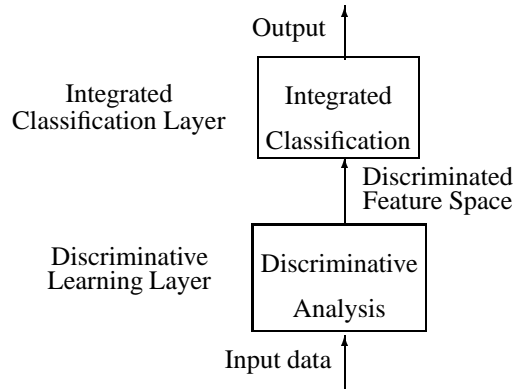 Output
Integrated
Classification Layer
Integrated
Classification
Discriminated
Feature Space
Discriminative
Learning Layer
Discriminative
Analysis
Input data